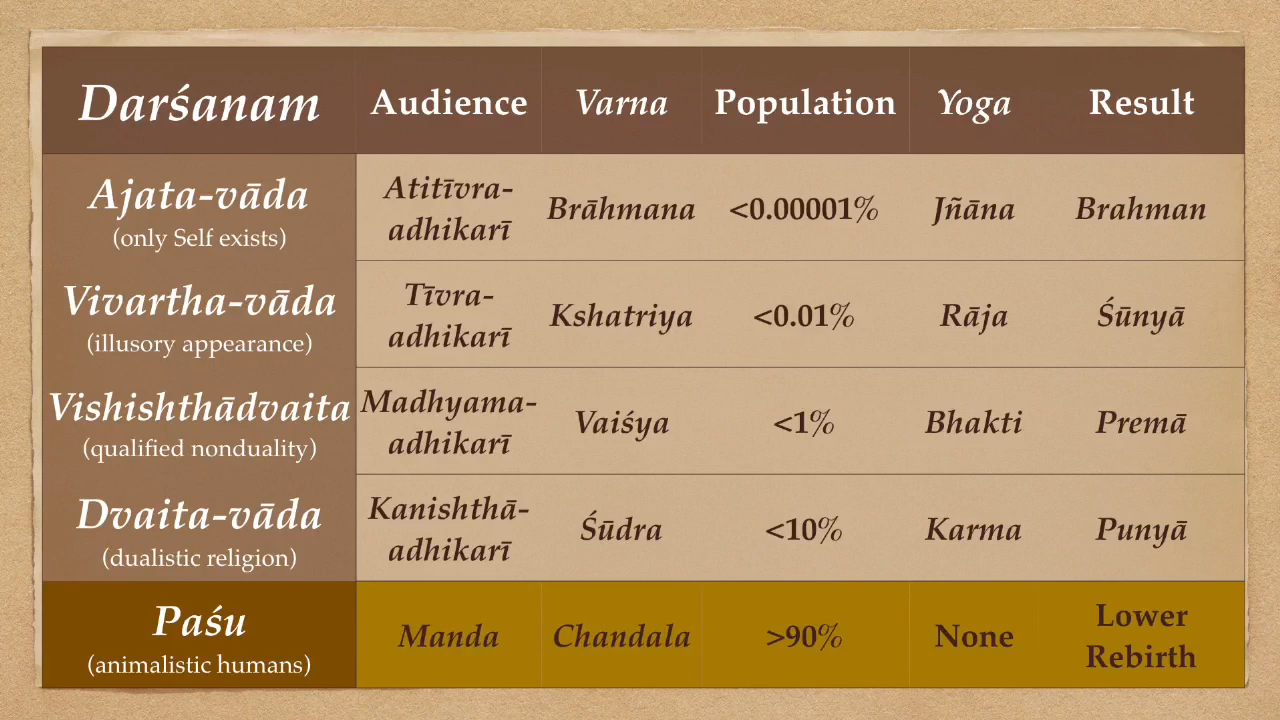 Darśanam Audience Varna Population Yoga Result
Ajata-vāda
(only Self exists)
Atitīvra-
adhikarī
Brāhmana <0.00001% Jñāna Brahman
Vivartha-vāda
(illusory appearance)
Tīvra-
adhikarī
Kshatriya <0.01% Rāja Śūnyā
Vishishthādvaita
(qualified nonduality)
Madhyama-
adhikarī
Vaiśya <1% Bhakti Premā
Dvaita-vāda
(dualistic religion)
Kanishthā-
adhikarī
Śūdra <10% Karma Punyā
Paśu
(animalistic humans)
Manda Chandala >90% None Lower
Rebirth